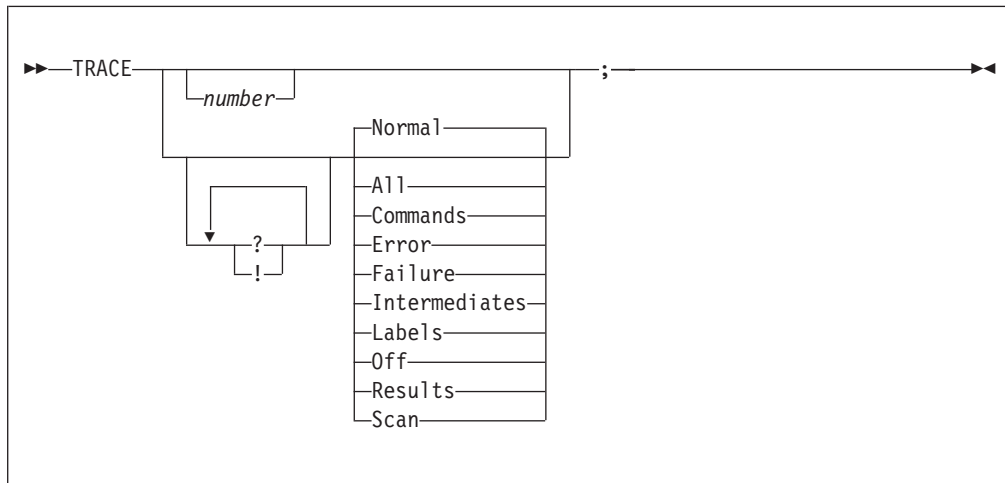 TRACE ;
number
Normal
All
Commands
? Error
! Failure
Intermediates
Labels
Off
Results
Scan